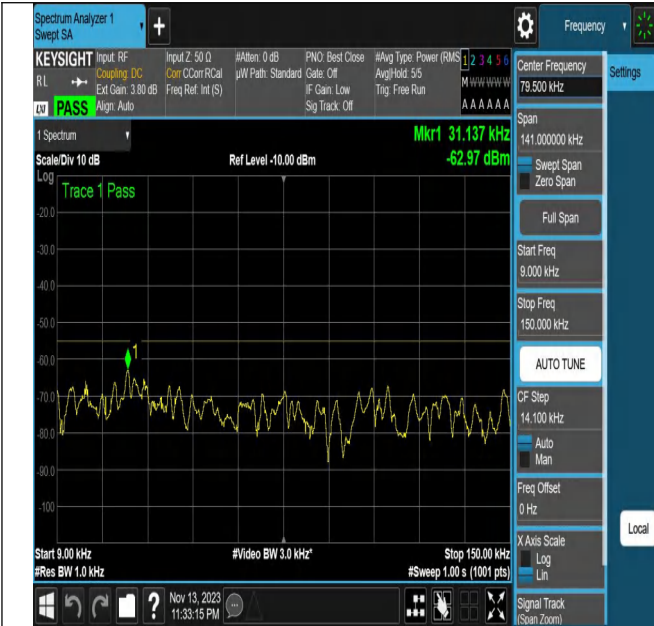 Spectrum Analyzer 1
Swept SA
+
Frequency
KEYSIGHT
RL
LXI
PASS
Input: RF
Coupling: DC
Ext Gain: 3.80 dB
Align: Auto
Input Z: 50 Ω
Corr CCorr RCal
Freq Ref: Int (S)
#Atten: 0 dB
µW Path: Standard
PNO: Best Close
Gate: Off
IF Gain: Low
Sig Track: Off
#Avg Type: Power (RMS
Avg|Hold: 5/5
Trig: Free Run
1 2 3 4 5 6
M W W W W W
A A A A A A
1 Spectrum
Scale/Div 10 dB
Ref Level -10.00 dBm
Mkr1 31.137 kHz
-62.97 dBm
Log
Trace 1 Pass
-20.0
-30.0
-40.0
-50.0
-60.0
-70.0
-80.0
-90.0
-100
1
Start 9.00 kHz
#Video BW 3.0 kHz*
Stop 150.00 kHz
#Res BW 1.0 kHz
#Sweep 1.00 s (1001 pts)
?
Nov 13, 2023
11:33:15 PM
Center Frequency
79.500 kHz
Settings
Span
141.000000 kHz
Swept Span
Zero Span
Full Span
Start Freq
9.000 kHz
Stop Freq
150.000 kHz
AUTO TUNE
CF Step
14.100 kHz
Auto
Man
Freq Offset
0 Hz
X Axis Scale
Log
Lin
Local
Signal Track
(Span Zoom)